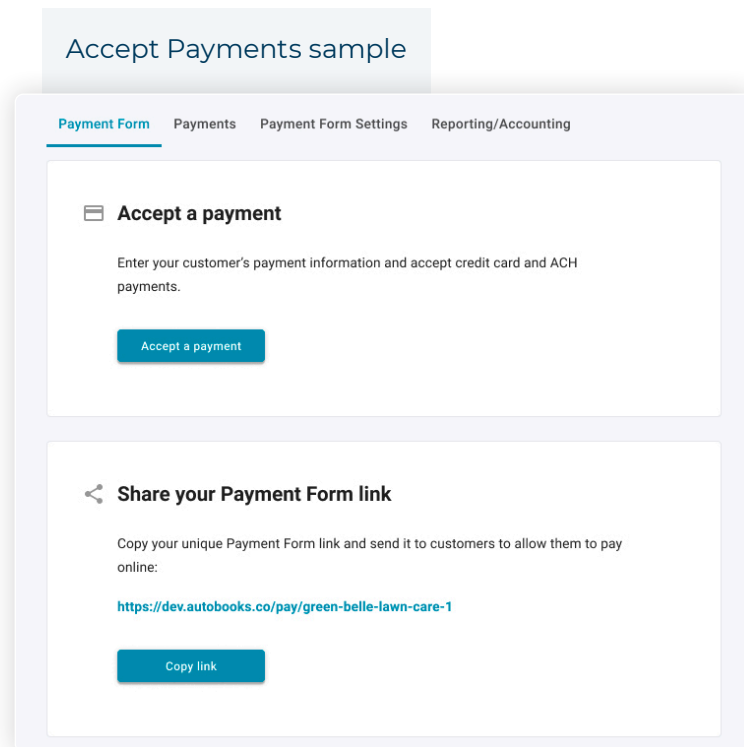 Accept Payments sample
Payment Form Payments Payment Form Settings Reporting/Accounting
Accept a payment
Enter your customer's payment information and accept credit card and ACH
payments.
Accept a payment
Share your Payment Form link
Copy your unique Payment Form link and send it to customers to allow them to pay
online:
https://dev.autobooks.co/pay/green-belle-lawn-care-1
Copy link